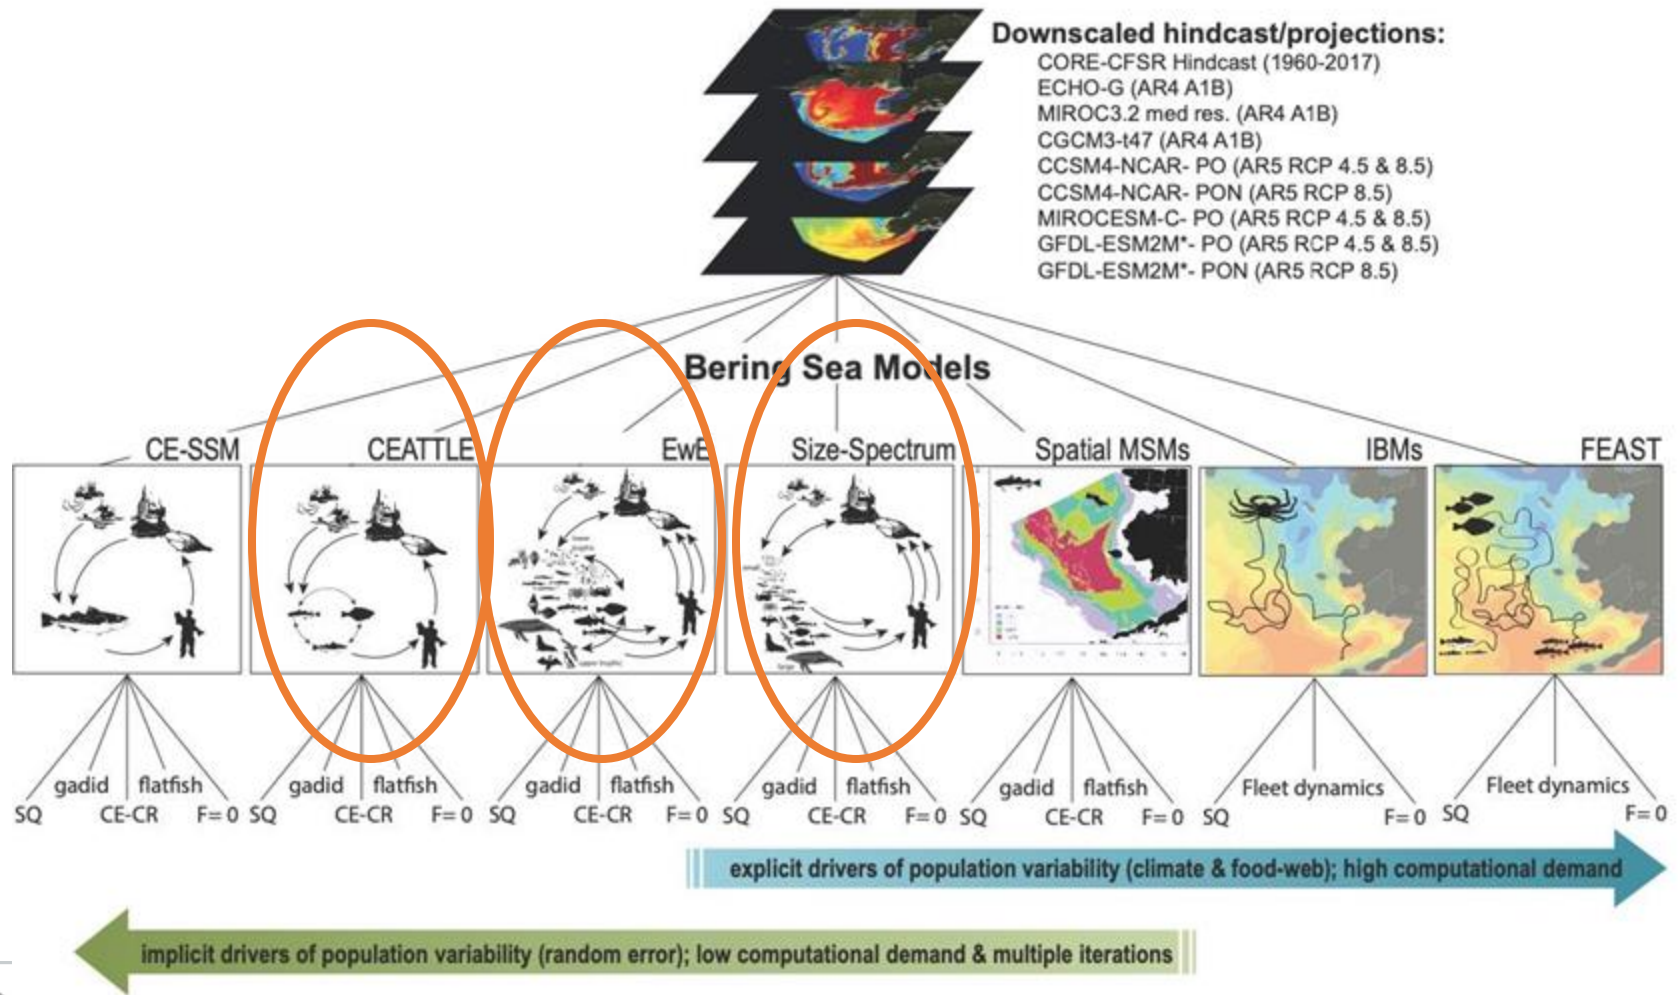 Downscaled hindcast/projections:
CORE-CFSR Hindcast (1960-2017)
ECHO-G (AR4 A1B)
MIROC3.2 med res. (AR4 A1B)
CGCM3-t47 (AR4 A1B)
CCSM4-NCAR- PO (AR5 RCP 4.5 & 8.5)
CCSM4-NCAR- PON (AR5 RCP 8.5)
MIROCESM-C- PO (AR5 RCP 4.5 & 8.5)
GFDL-ESM2M*- PO (AR5 RCP 4.5 & 8.5)
GFDL-ESM2M*- PON (AR5 RCP 8.5)
Bering Sea Models
CE-SSM CEATTLE EwE Size-Spectrum Spatial MSMs IBMs FEAST
lower trophic
small
upper trophic
large
gadid flatfish gadid flatfish gadid flatfish gadid flatfish gadid flatfish Fleet dynamics Fleet dynamics
SQ CE-CR F=0 SQ CE-CR F=0 SQ CE-CR F=0 SQ CE-CR F=0 SQ CE-CR F=0 SQ F=0 SQ F=0
explicit drivers of population variability (climate & food-web); high computational demand
implicit drivers of population variability (random error); low computational demand & multiple iterations